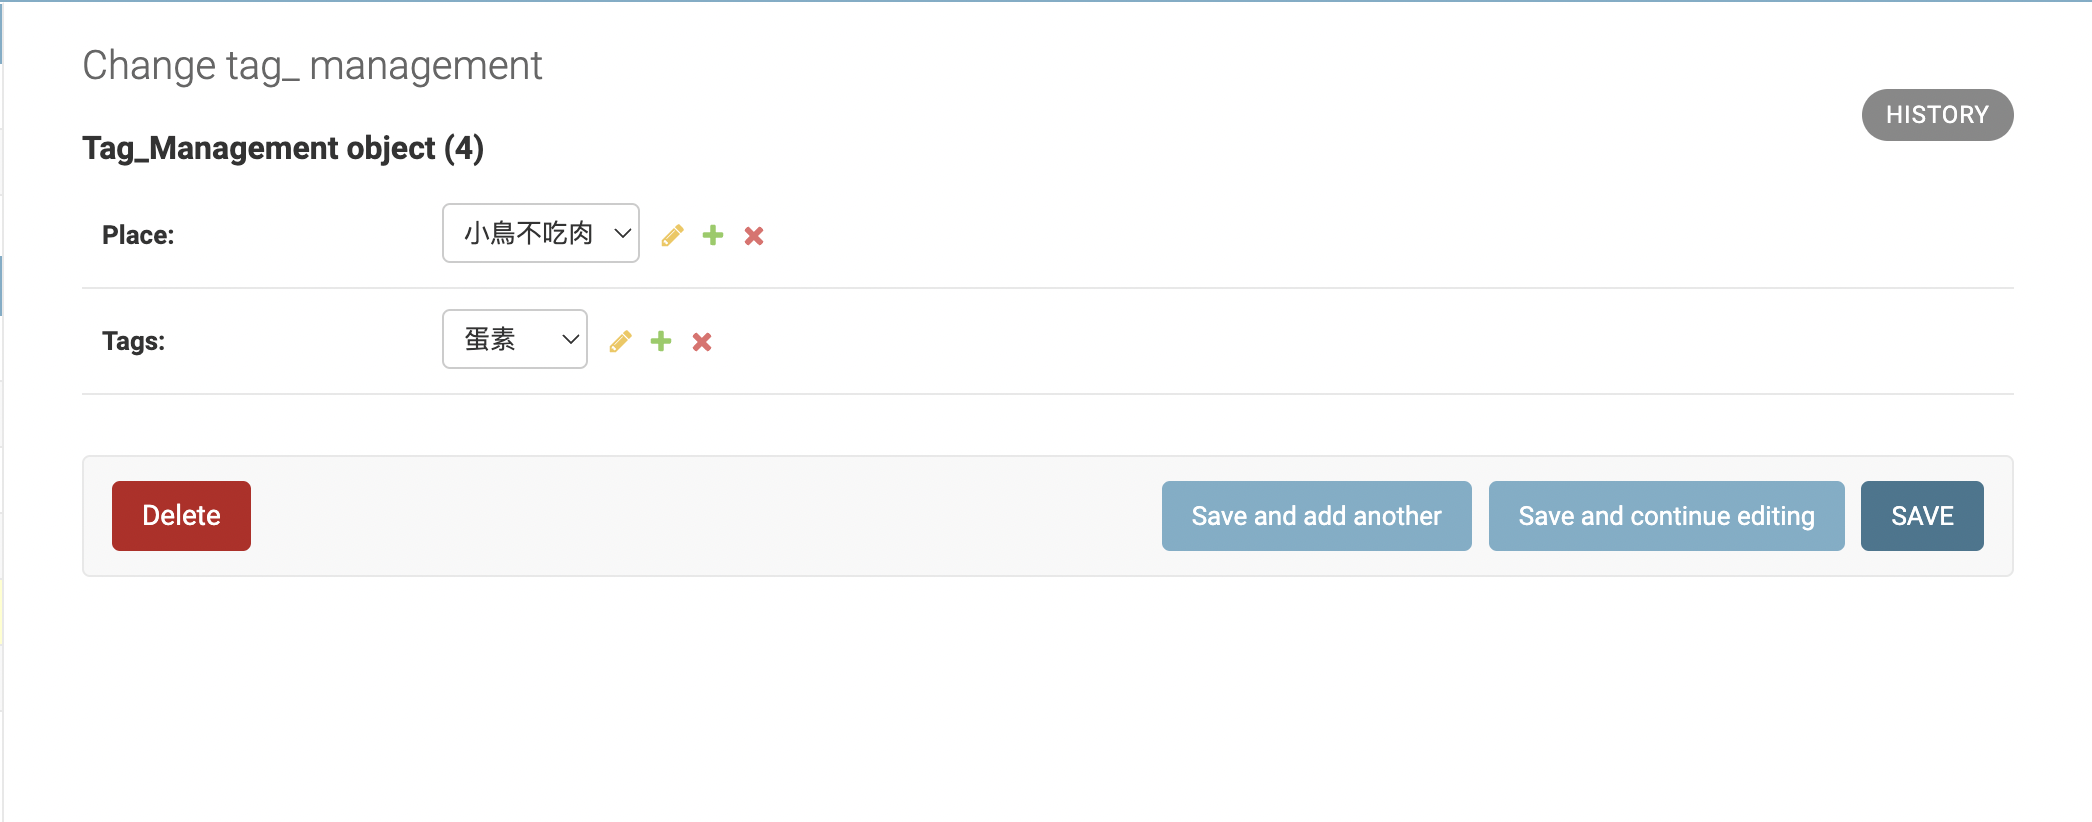 Change tag_ management
HISTORY
Tag_Management object (4)
Place: 小鳥不吃肉
Tags: 蛋素
Delete Save and add another Save and continue editing SAVE